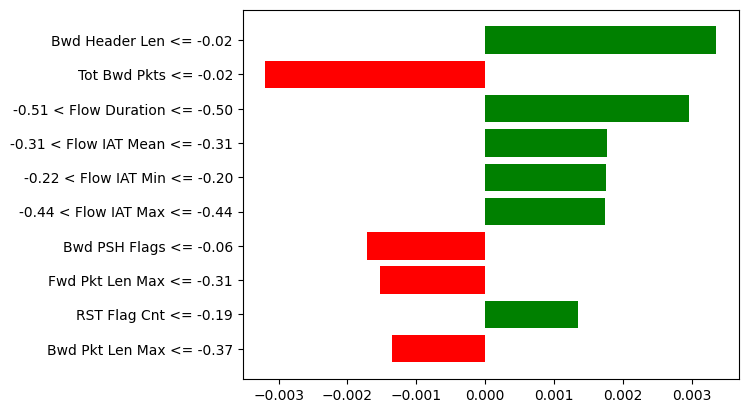 Bwd Header Len <= -0.02
Tot Bwd Pkts <= -0.02
-0.51 < Flow Duration <= -0.50
-0.31 < Flow IAT Mean <= -0.31
-0.22 < Flow IAT Min <= -0.20
-0.44 < Flow IAT Max <= -0.44
Bwd PSH Flags <= -0.06
Fwd Pkt Len Max <= -0.31
RST Flag Cnt <= -0.19
Bwd Pkt Len Max <= -0.37
−0.003 −0.002 −0.001 0.000 0.001 0.002 0.003